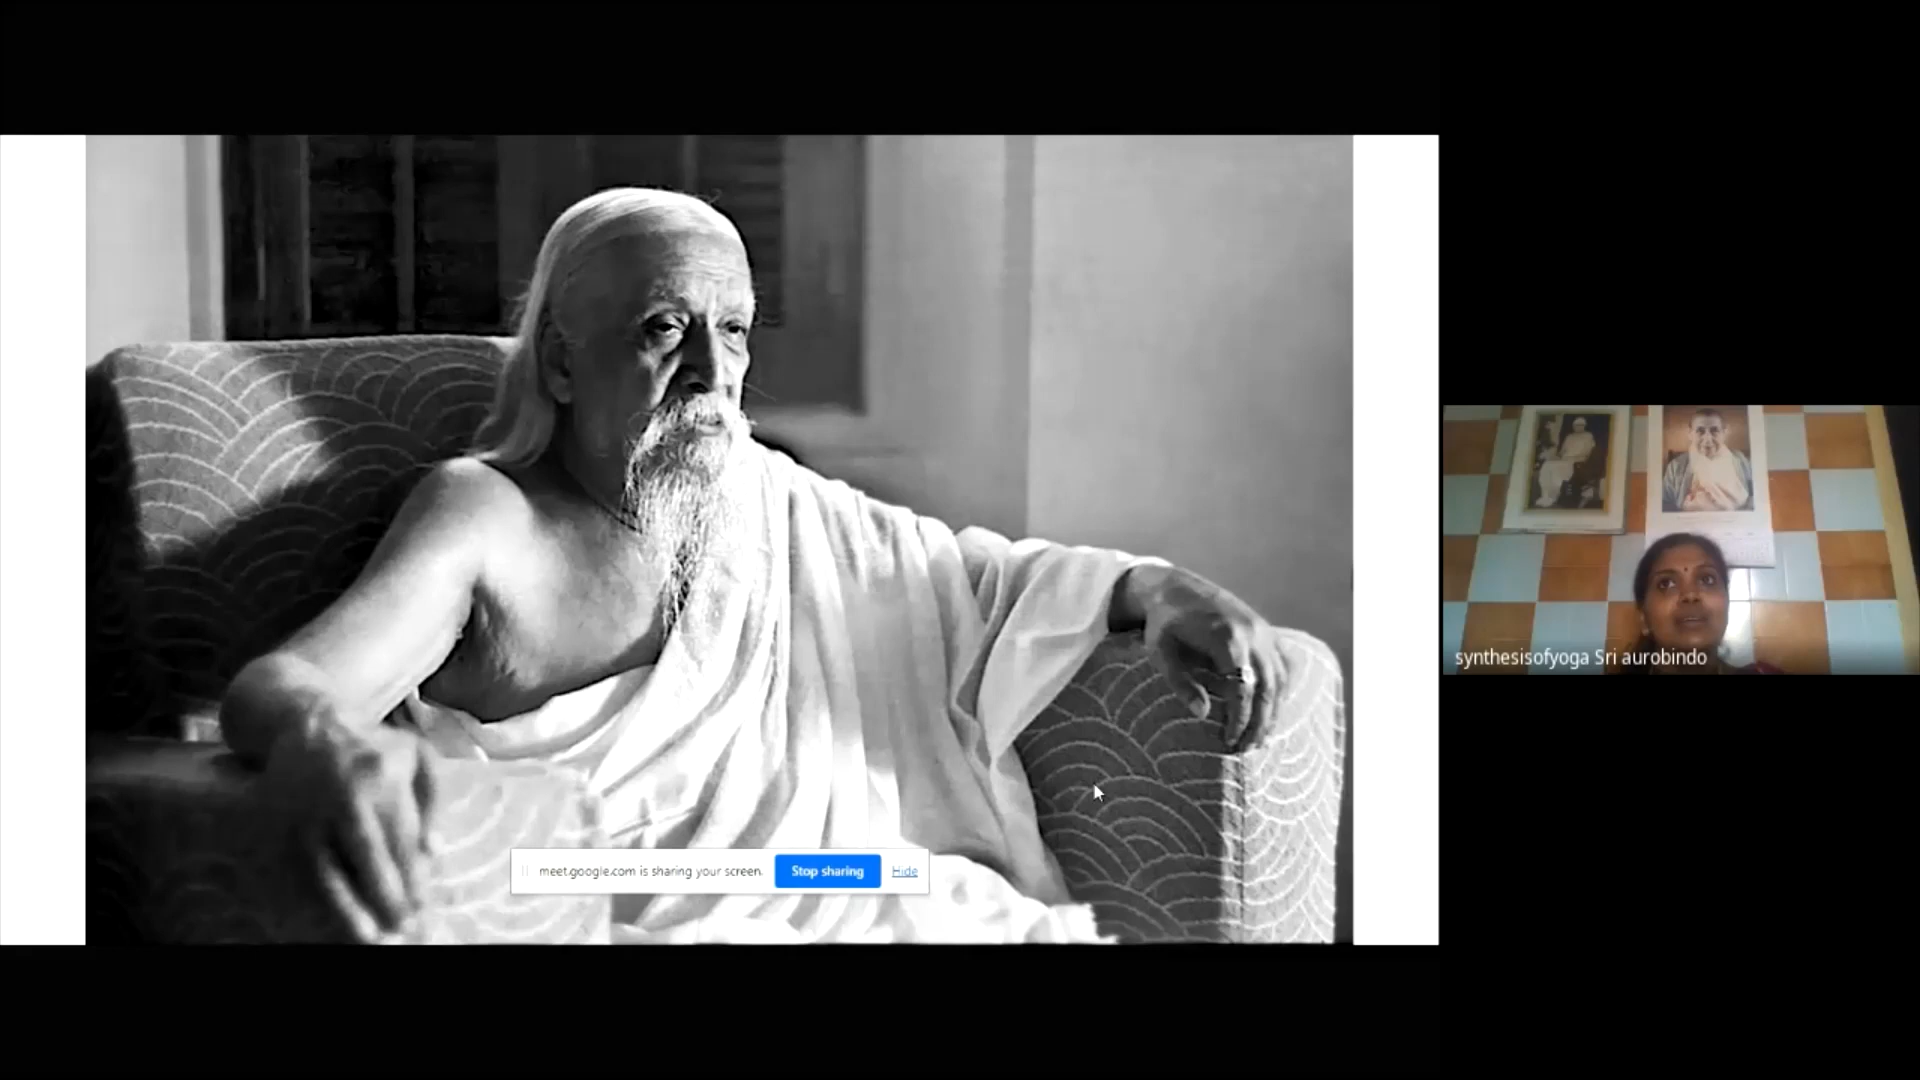 meet.google.com is sharing your screen.
Stop sharing
Hide
synthesisofyoga Sri aurobindo